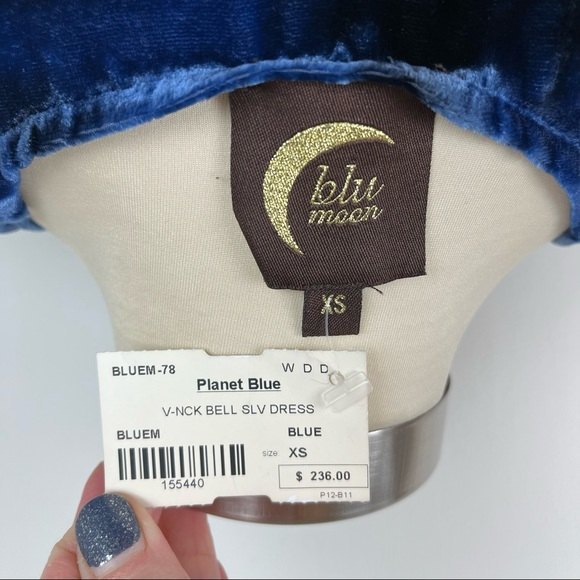 blu
moon
XS
BLUEM-78 W D D
Planet Blue
V-NCK BELL SLV DRESS
BLUEM BLUE
size: XS
155440 $ 236.00
P12-B11